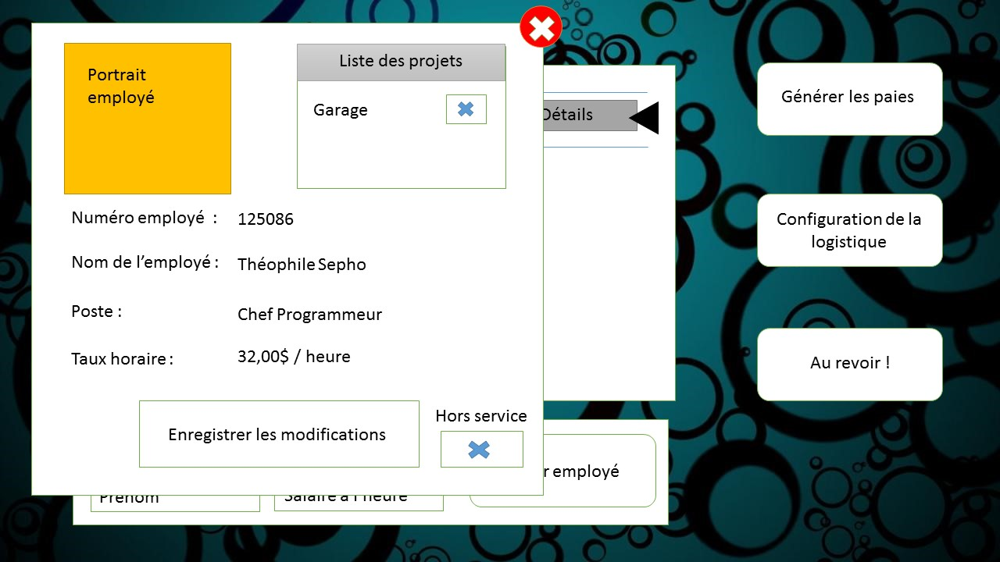 Portrait
employé
Liste des projets
Garage
Numéro employé :
125086
Nom de l’employé :
Théophile Sepho
Poste :
Chef Programmeur
Taux horaire :
32,00$ / heure
Enregistrer les modifications
Hors service
Détails
Générer les paies
Configuration de la
logistique
Au revoir !
Prénom
Salaire à l’heure
r employé